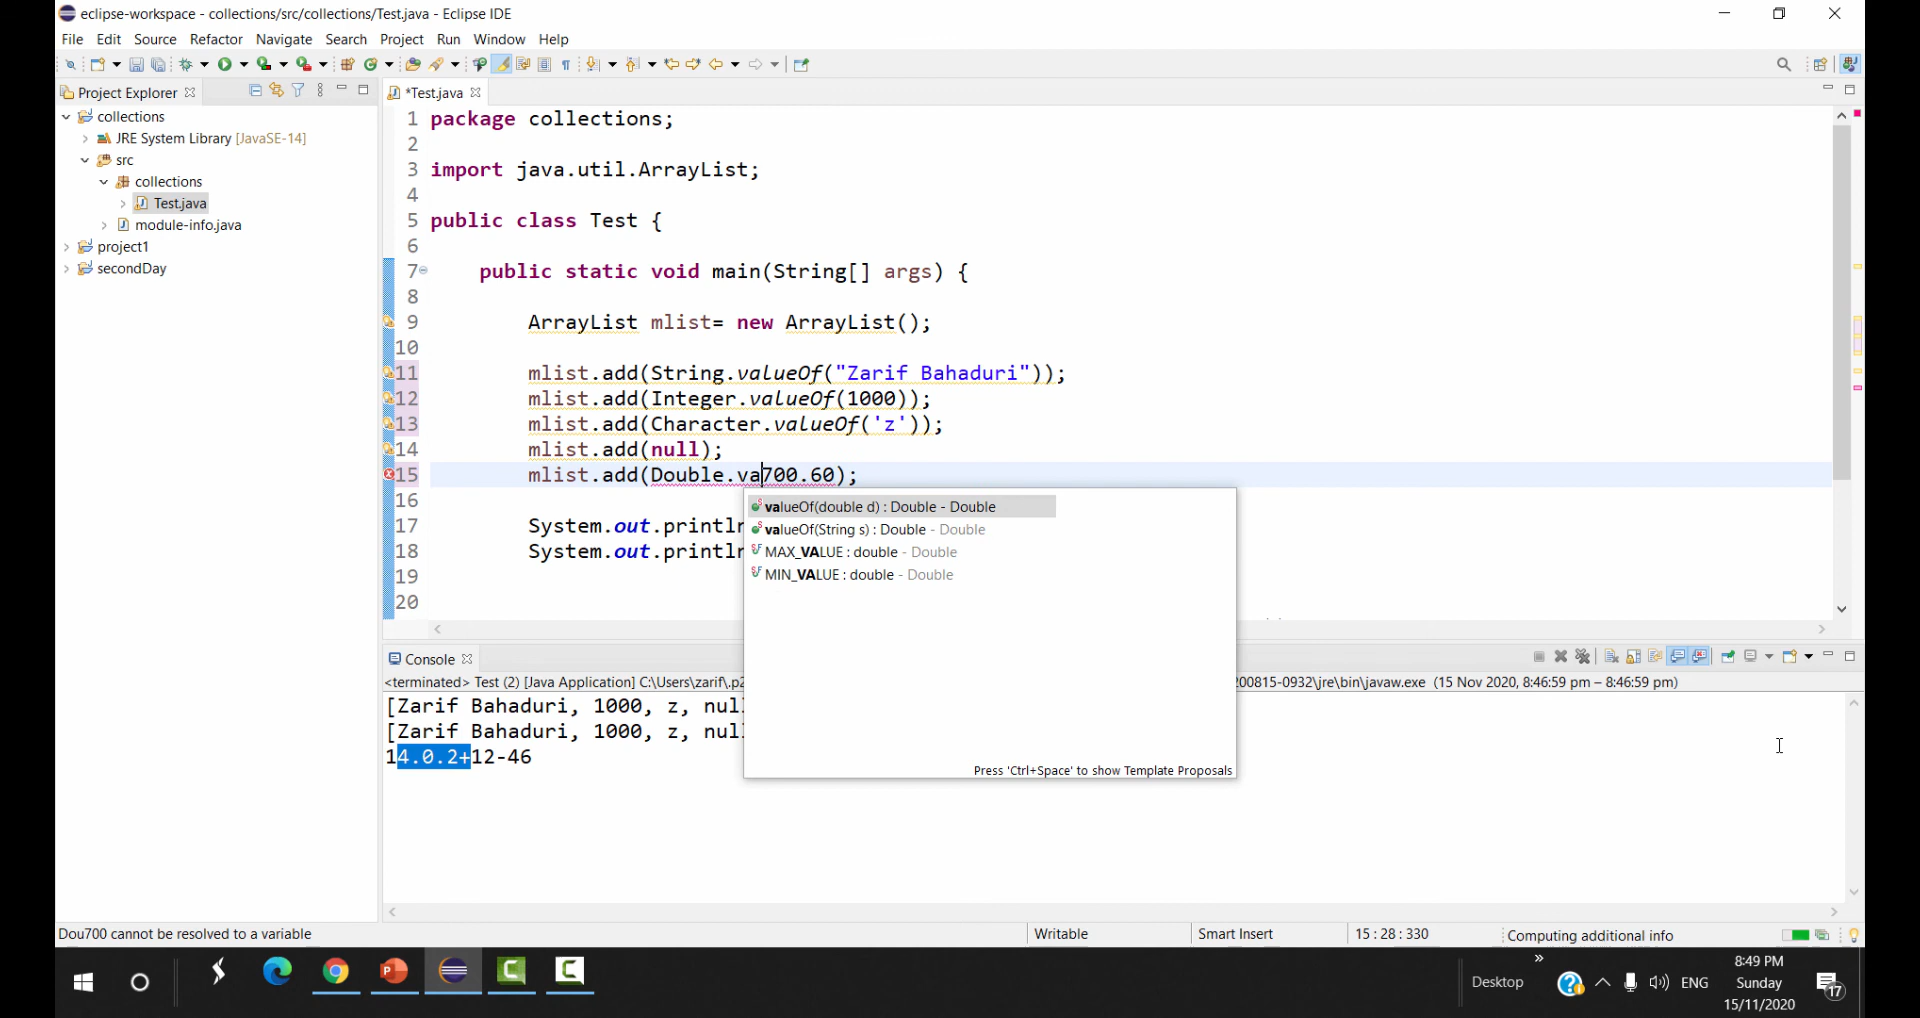 eclipse-workspace - collections/src/collections/Test.java - Eclipse IDE
File Edit Source Refactor Navigate Search Project Run Window Help
Project Explorer
*Test.java
collections
JRE System Library [JavaSE-14]
src
collections
Test.java
module-info.java
project1
secondDay
1 package collections;
2
3 import java.util.ArrayList;
4
5 public class Test {
6
7 public static void main(String[] args) {
8
9 ArrayList mlist= new ArrayList();
10
11 mlist.add(String.valueOf("Zarif Bahaduri"));
12 mlist.add(Integer.valueOf(1000));
13 mlist.add(Character.valueOf('z'));
14 mlist.add(null);
15 mlist.add(Double.va700.60);
16
17 System.out.println
18 System.out.println
19
20
valueOf(double d) : Double - Double
valueOf(String s) : Double - Double
MAX_VALUE : double - Double
MIN_VALUE : double - Double
Press 'Ctrl+Space' to show Template Proposals
Console
<terminated> Test (2) [Java Application] C:\Users\zarif\.p2 200815-0932\jre\bin\javaw.exe (15 Nov 2020, 8:46:59 pm – 8:46:59 pm)
[Zarif Bahaduri, 1000, z, nul
[Zarif Bahaduri, 1000, z, nul
14.0.2+12-46
Dou700 cannot be resolved to a variable
Writable
Smart Insert
15 : 28 : 330
Computing additional info
Desktop
ENG
8:49 PM
Sunday
15/11/2020
17